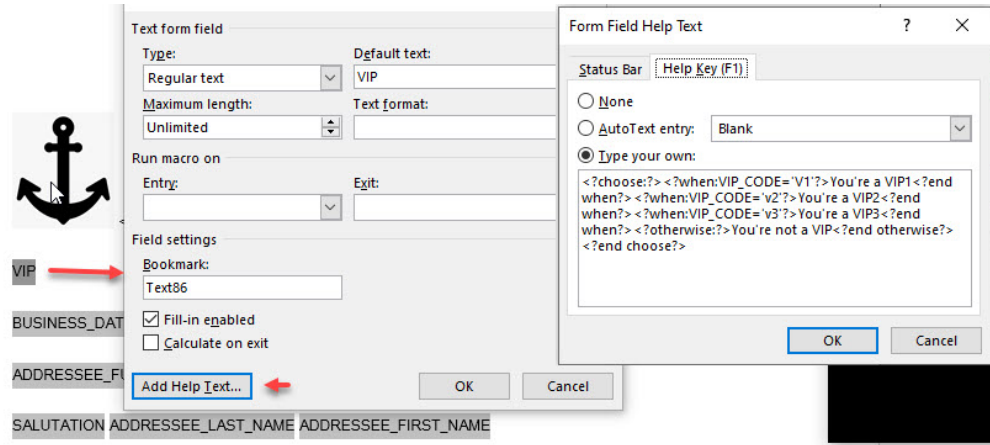 Text form field
Type:
Default text:
Regular text
VIP
Maximum length:
Text format:
Unlimited
Run macro on
Entry:
Exit:
Field settings
Bookmark:
Text86
Fill-in enabled
Calculate on exit
Add Help Text...
OK
Cancel
Form Field Help Text
?
Status Bar
Help Key (F1)
None
AutoText entry:
Blank
Type your own:
<?choose:?> <?when:VIP_CODE='V1'?>You're a VIP1<?end
when?> <?when:VIP_CODE='v2'?>You're a VIP2<?end
when?> <?when:VIP_CODE='v3'?>You're a VIP3<?end
when?> <?otherwise:?>You're not a VIP<?end otherwise?>
<?end choose?>
OK
Cancel
VIP
BUSINESS_DAT
ADDRESSEE_FU
SALUTATION ADDRESSEE_LAST_NAME ADDRESSEE_FIRST_NAME